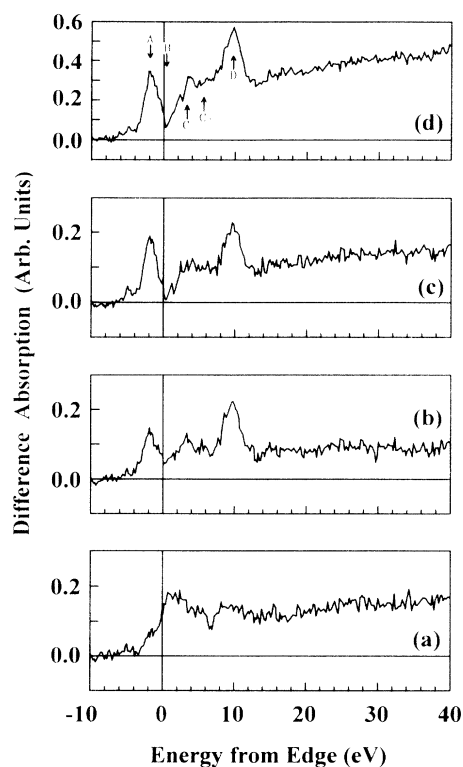 0.6
0.4
0.2
0.0
A
B
C
C
D
(d)
0.2
0.0
(c)
0.2
0.0
(b)
0.2
0.0
(a)
Difference Absorption (Arb. Units)
-10 0 10 20 30 40
Energy from Edge (eV)